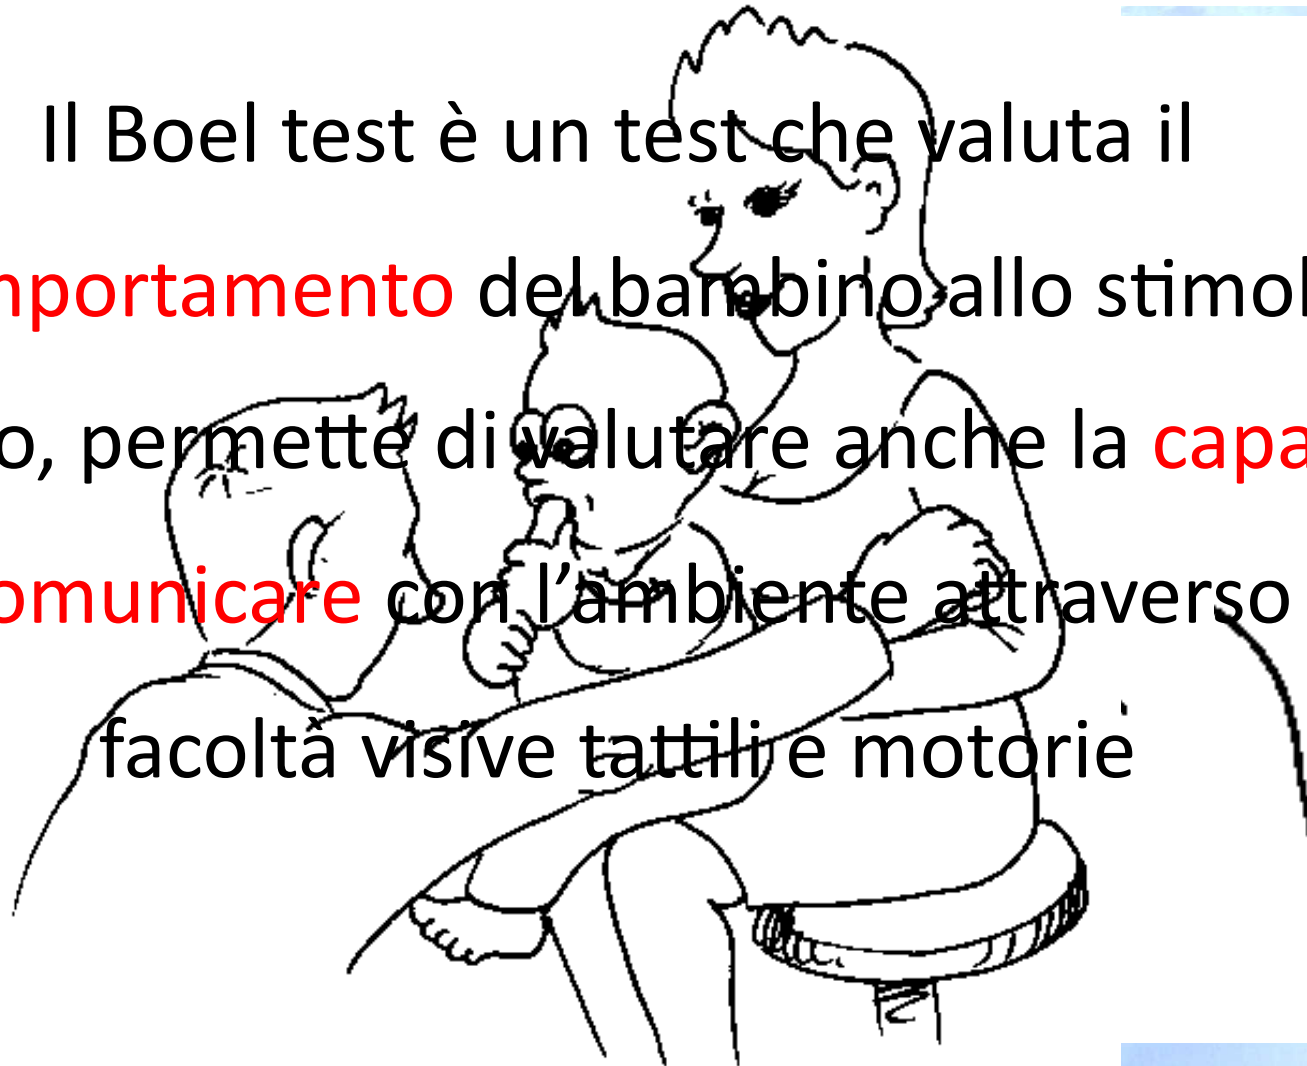 Il Boel test è un test che valuta il
mportamento del bambino allo stimol
o, permette di valutare anche la capa
omunicare con l’ambiente attraverso
facoltà visive tattili e motorie